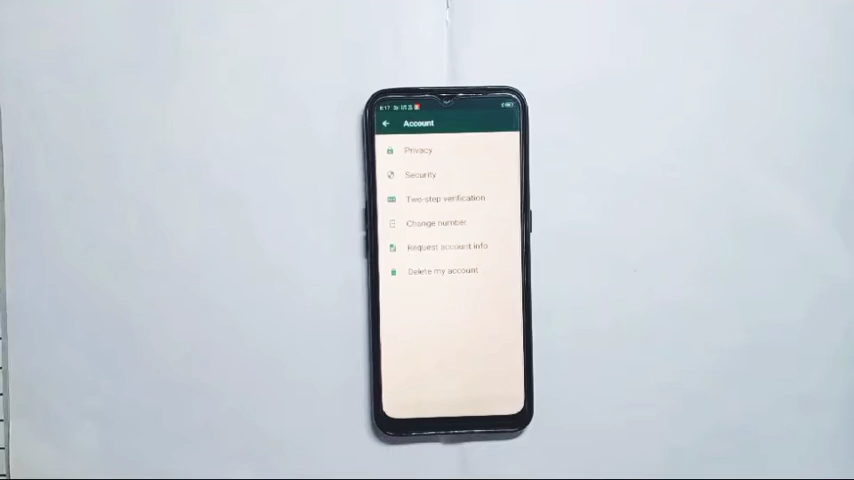 Account
Privacy
Security
Two-step verification
Change number
Request account info
Delete my account